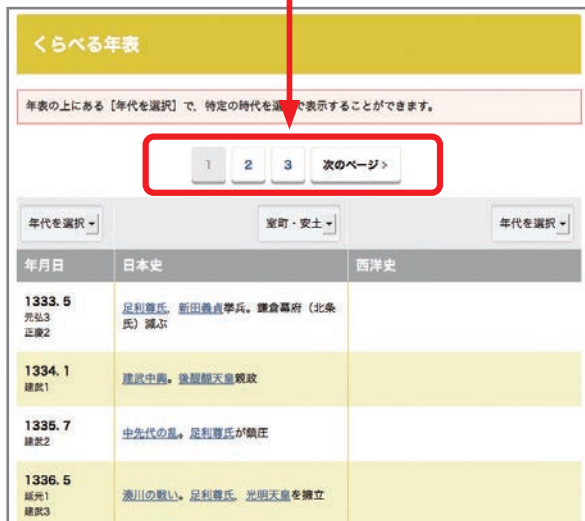 くらべる年表
年表の上にある［年代を選択］で、特定の時代を選 で表示することができます。
1 2 3 次のページ >
年代を選択 室町・安土 年代を選択
年月日 日本史 西洋史
1333. 5
元弘3
正慶2
足利尊氏，新田義貞挙兵。鎌倉幕府（北条
氏）滅ぶ
1334. 1
建武1
建武中興。後醍醐天皇親政
1335. 7
建武2
中先代の乱。足利尊氏が鎮圧
1336. 5
延元1
建武3
湊川の戦い。足利尊氏，光明天皇を擁立